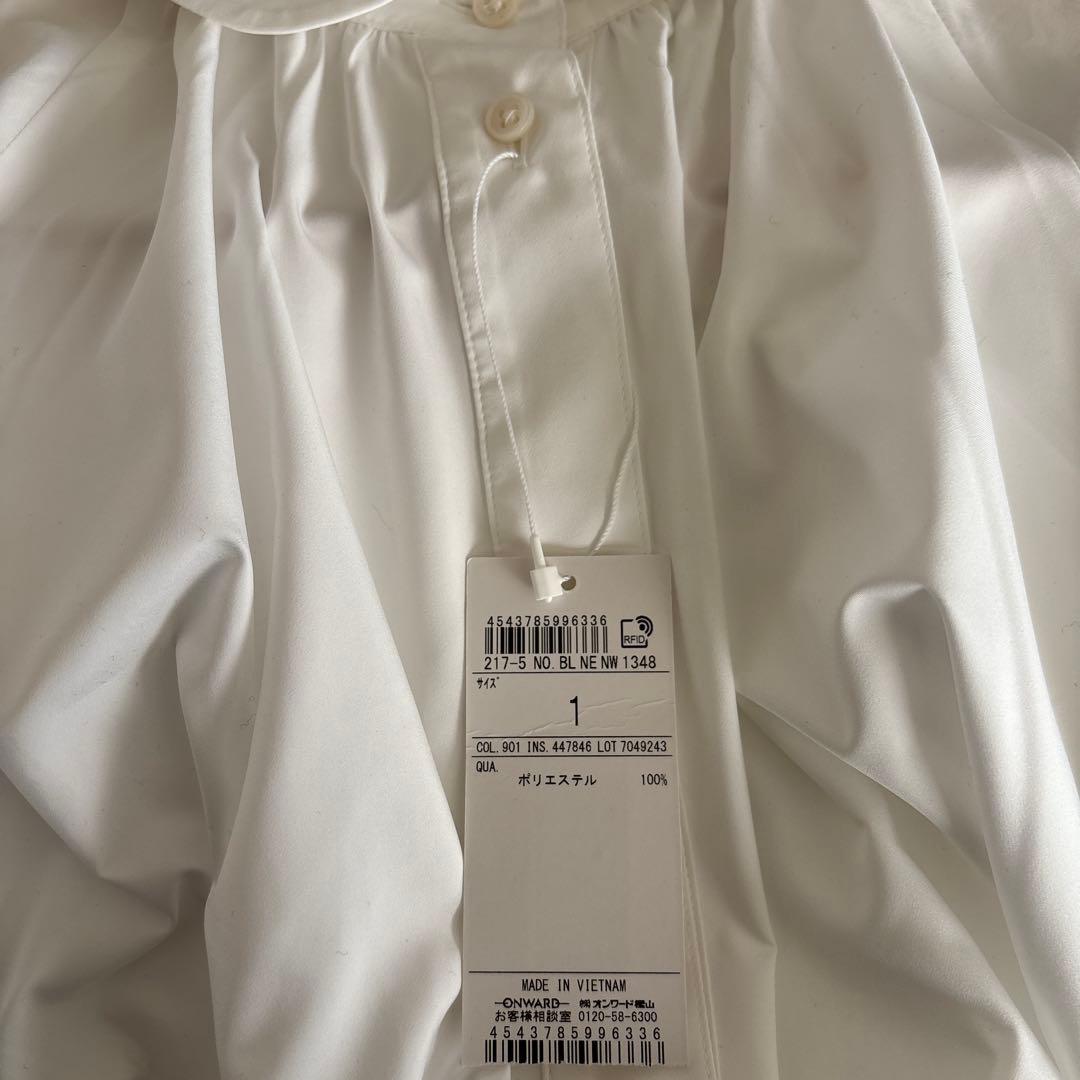 4543785996336
RFID
217-5 NO. BL NE NW 1348
サイズ
1
COL. 901 INS. 447846 LOT 7049243
QUA.
ポリエステル 100%
MADE IN VIETNAM
ONWARD ㈱オンワード樫山
お客様相談室 0120-58-6300
4543785996336